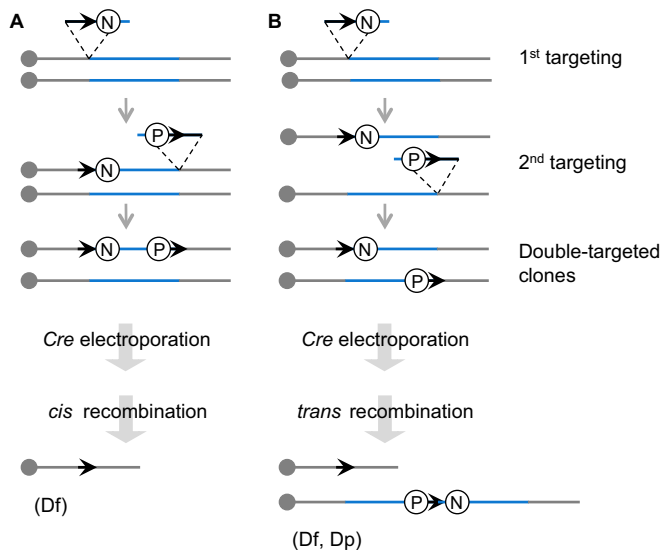 A
B
N
N
1st targeting
P
N
N
P
2nd targeting
N
P
N
P
Double-targeted
clones
Cre electroporation
Cre electroporation
cis recombination
trans recombination
(Df)
P
N
(Df, Dp)